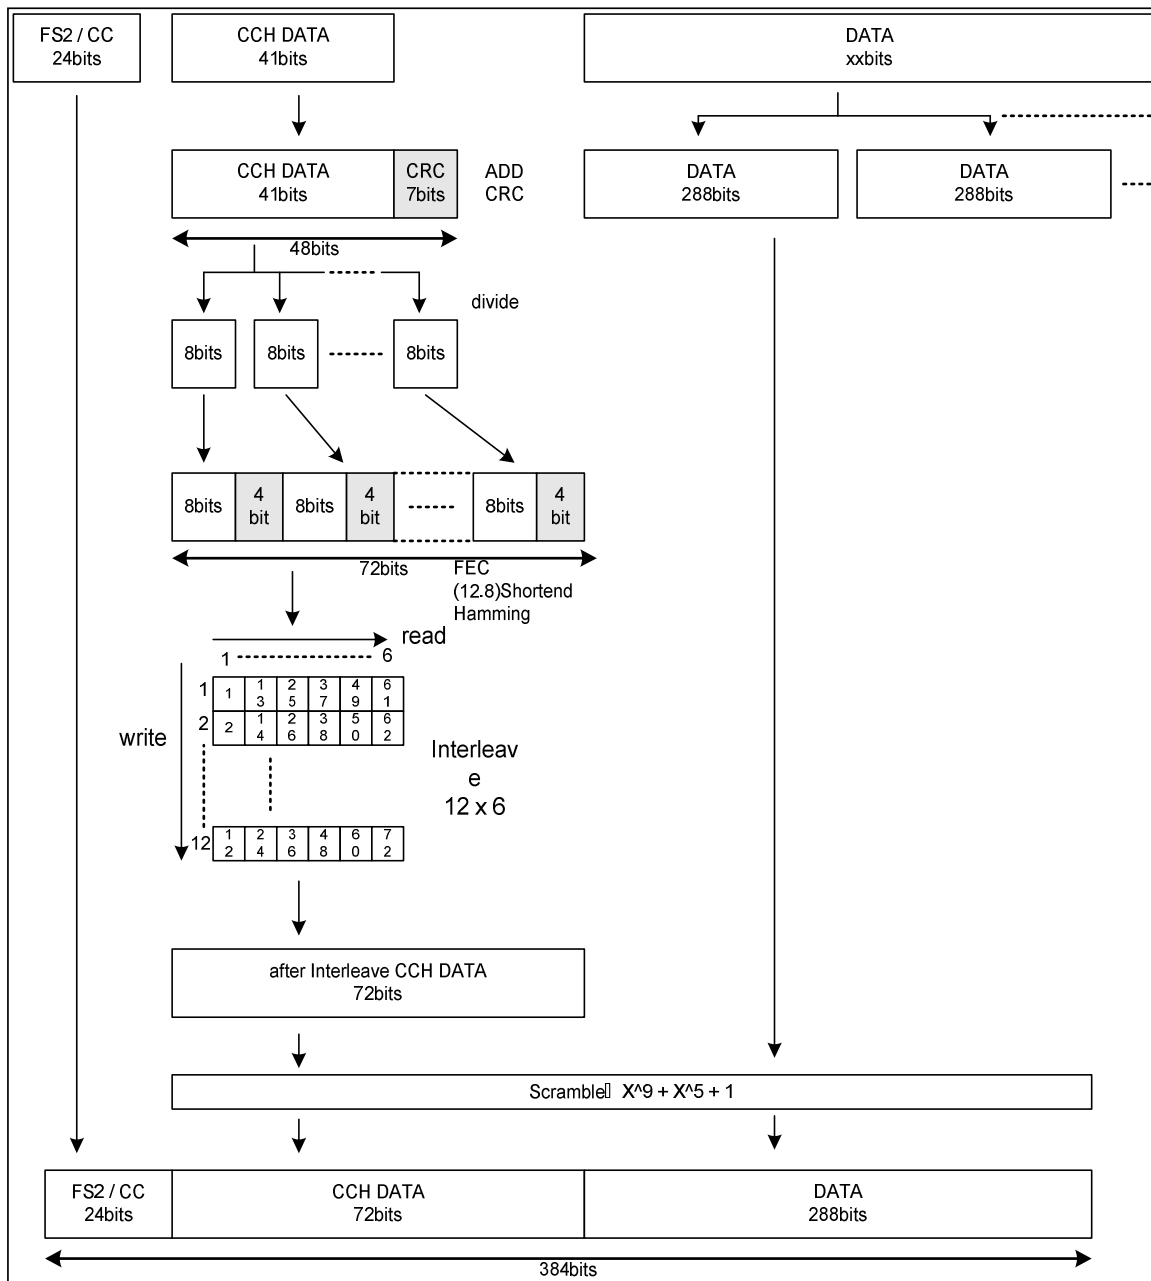 FS2 / CC
24bits
CCH DATA
41bits
DATA
xxbits
CCH DATA
41bits
CRC
7bits
ADD
CRC
DATA
288bits
DATA
288bits
48bits
divide
8bits
8bits
8bits
8bits
4
bit
8bits
4
bit
8bits
4
bit
72bits
FEC
(12.8)Shortend
Hamming
read
1
6
write
1
1 13 25 37 49 61
2
2 14 26 38 50 62
12
12 24 36 48 60 72
Interleav
e
12 x 6
after Interleave CCH DATA
72bits
Scramble X^9 + X^5 + 1
FS2 / CC
24bits
CCH DATA
72bits
DATA
288bits
384bits